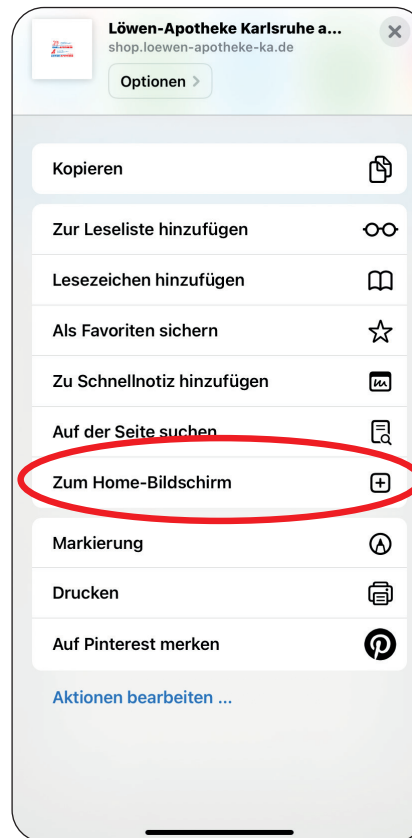 Löwen-Apotheke Karlsruhe a...
shop.loewen-apotheke-ka.de
Optionen
Kopieren
Zur Leseliste hinzufügen
Lesezeichen hinzufügen
Als Favoriten sichern
Zu Schnellnotiz hinzufügen
Auf der Seite suchen
Zum Home-Bildschirm
Markierung
Drucken
Auf Pinterest merken
Aktionen bearbeiten ...